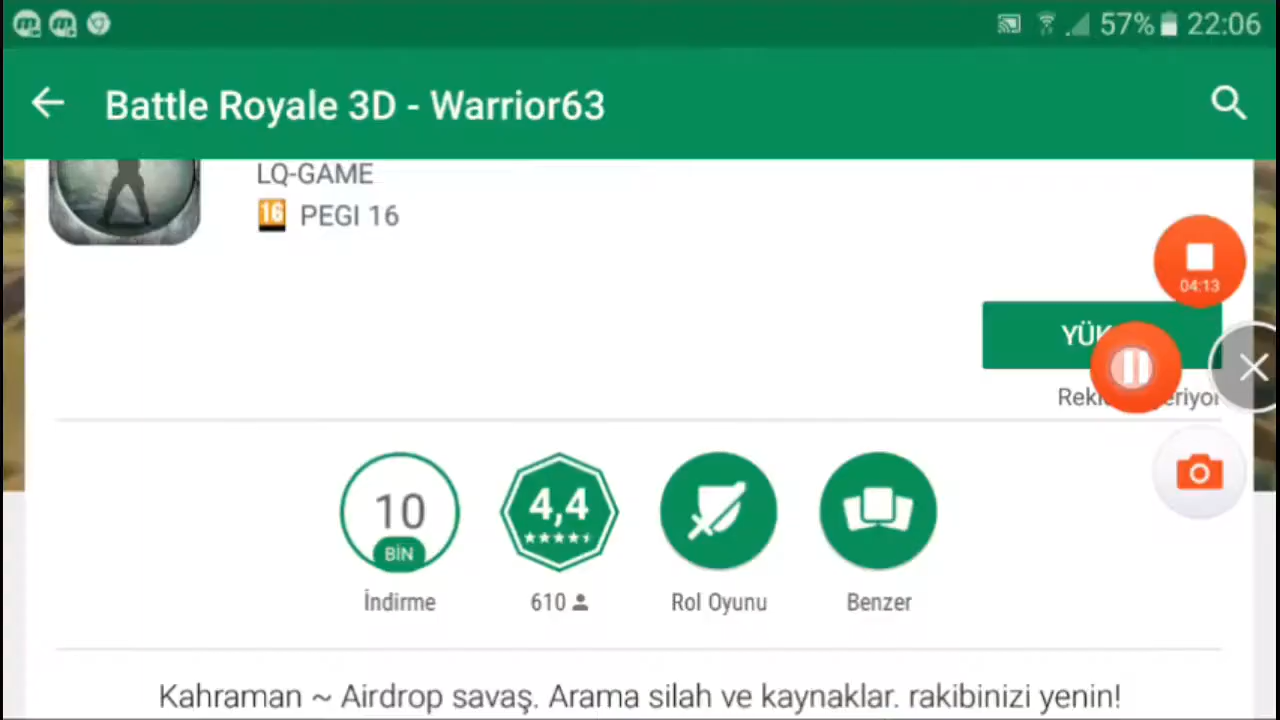 57% 22:06
Battle Royale 3D - Warrior63
LQ-GAME
16 PEGI 16
04:13
10
BİN
İndirme
4,4
610
Rol Oyunu
Benzer
Kahraman ~ Airdrop savaş. Arama silah ve kaynaklar. rakibinizi yenin!